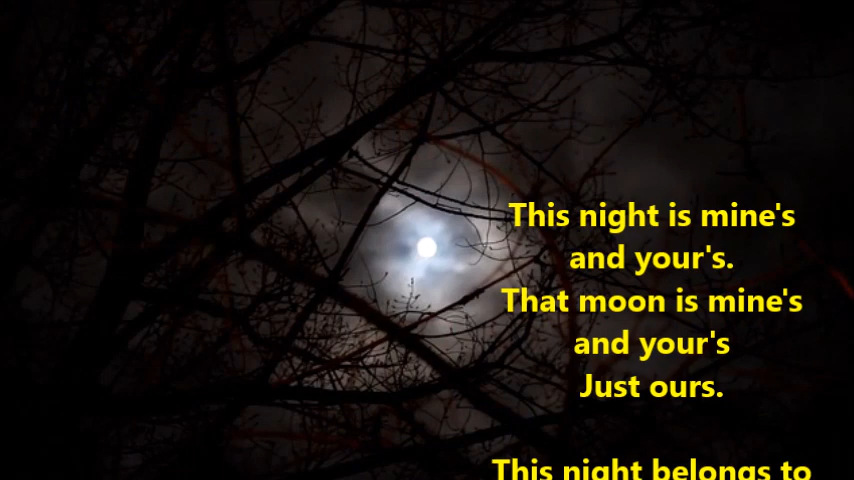 This night is mine's
and your's.
That moon is mine's
and your's
Just ours.
This night belongs to